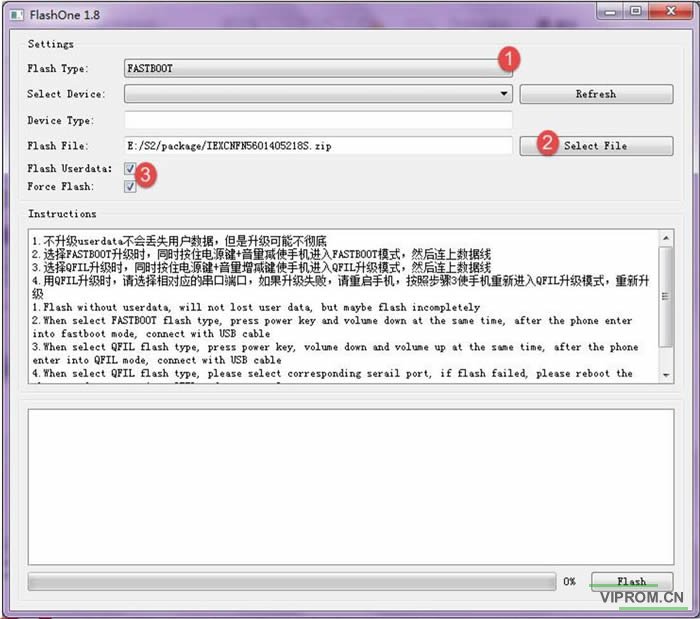 FlashOne 1.8
Settings
Flash Type:
FASTBOOT
1
Select Device:
Refresh
Device Type:
Flash File:
E:/S2/package/IEXCNFN5601405218S.zip
2
Select File
Flash Userdata:
3
Force Flash:
Instructions
1.不升级userdata不会丢失用户数据，但是升级可能不彻底
2.选择FASTBOOT升级时，同时按住电源键+音量减使手机进入FASTBOOT模式，然后连上数据线
3.选择QFIL升级时，同时按住电源键+音量增减键使手机进入QFIL升级模式，然后连上数据线
4.用QFIL升级时，请选择相对应的串口端口，如果升级失败，请重启手机，按照步骤3使手机重新进入QFIL升级模式，重新升
级
1.Flash without userdata, will not lost user data, but maybe flash incompletely
2.When select FASTBOOT flash type, press power key and volume down at the same time, after the phone enter
into fastboot mode, connect with USB cable
3.When select QFIL flash type, press power key, volume down and volume up at the same time, after the phone
enter into QFIL mode, connect with USB cable
4.When select QFIL flash type, please select corresponding serail port, if flash failed, please reboot the
0%
Flash
VIPROM.CN